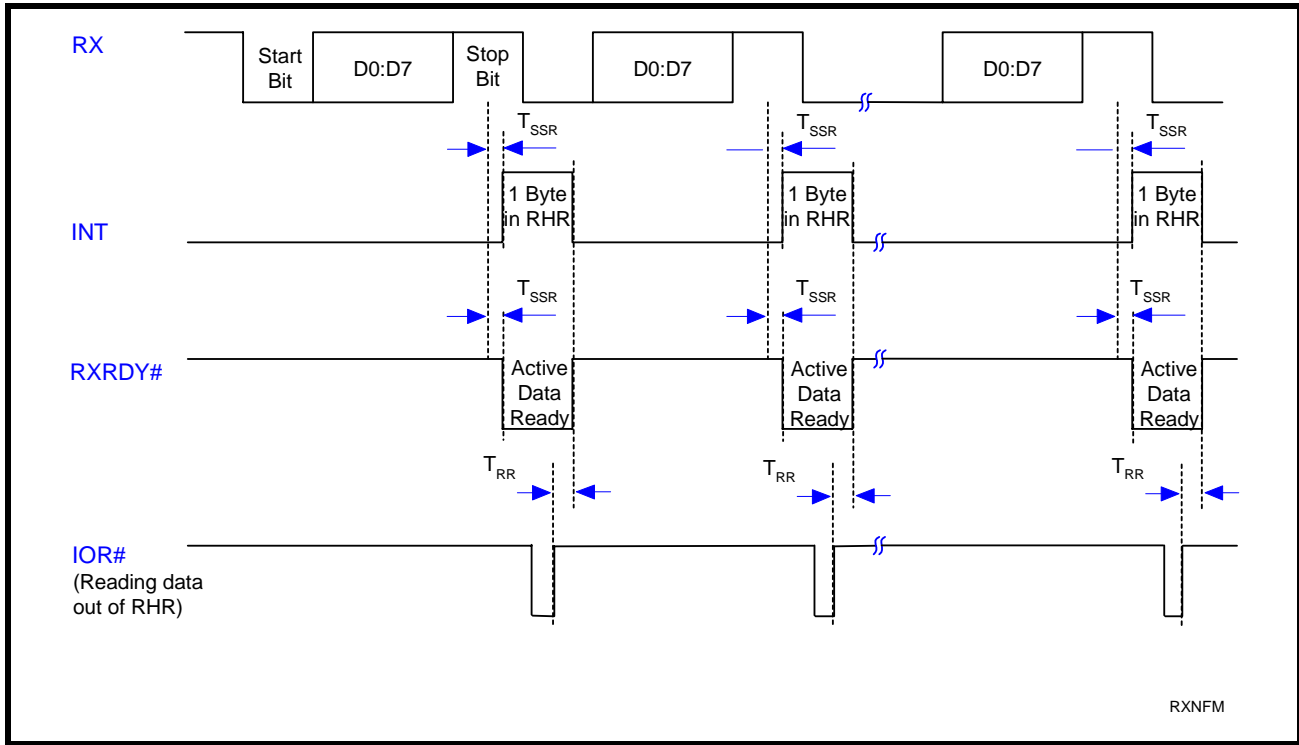 RX
Start
Bit
D0:D7
Stop
Bit
D0:D7
D0:D7
TSSR
TSSR
TSSR
INT
1 Byte
in RHR
1 Byte
in RHR
1 Byte
in RHR
TSSR
TSSR
TSSR
RXRDY#
Active
Data
Ready
Active
Data
Ready
Active
Data
Ready
TRR
TRR
TRR
IOR#
(Reading data
out of RHR)
RXNFM